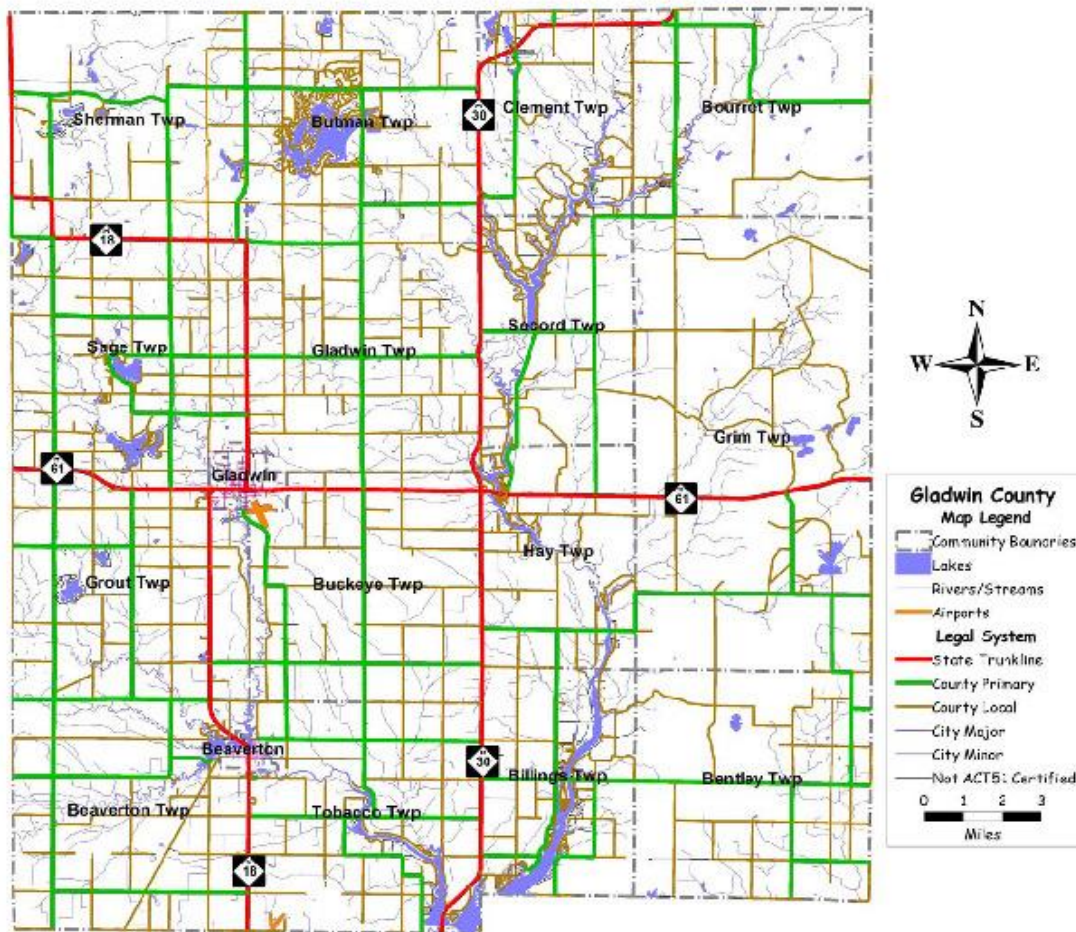 Sherman Twp
Butman Twp
M
30
Clement Twp
Bourret Twp
M
18
Secord Twp
Sage Twp
Gladwin Twp
Grim Twp
M
61
Gladwin
M
61
Hay Twp
Grout Twp
Buckeye Twp
Beaverton
M
30
Billings Twp
Bentley Twp
Beaverton Twp
Tobacco Twp
M
18
N
W E
S
Gladwin County
Map Legend
Community Bounaries
Lakes
Rivers/Streams
Airports
Legal System
State Trunkline
County Primary
County Local
City Major
City Minor
Not ACT51 Certified
0 1 2 3
Miles